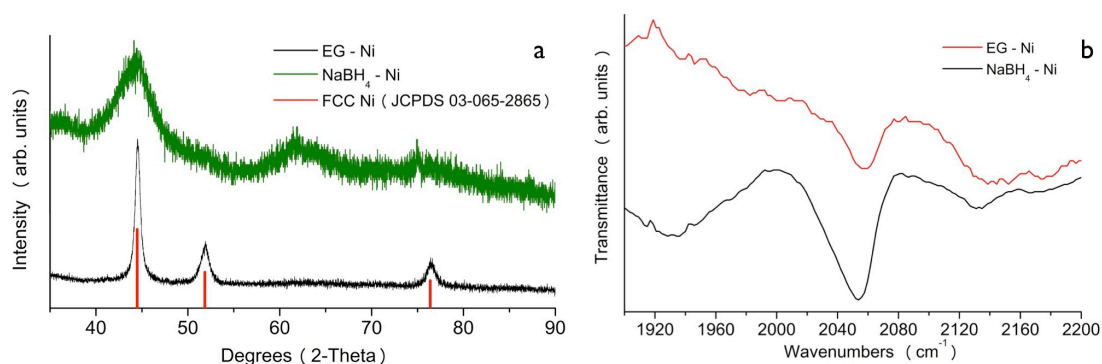 a
EG - Ni
NaBH4 - Ni
FCC Ni (JCPDS 03-065-2865)
Intensity (arb. units)
40 50 60 70 80 90
Degrees (2-Theta)
b
EG - Ni
NaBH4 - Ni
Transmittance (arb. units)
1920 1960 2000 2040 2080 2120 2160 2200
Wavenumbers (cm-1)